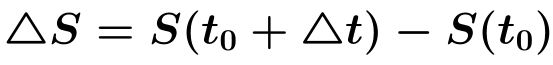 △S = S(t₀ + △t) − S(t₀)